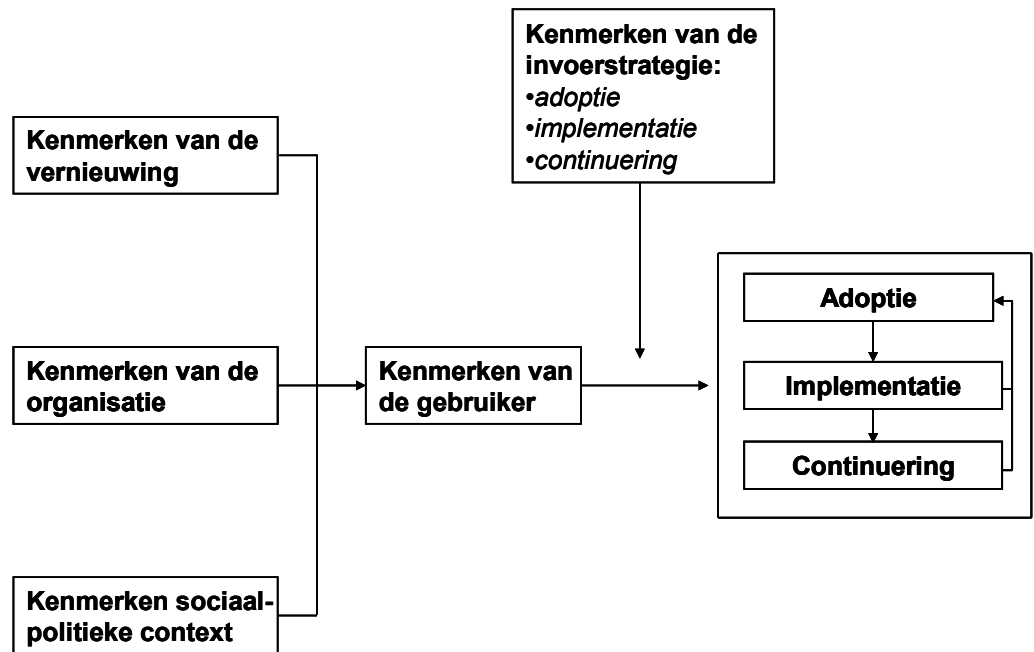 Kenmerken van de
invoerstrategie:
•adoptie
•implementatie
•continuering
Kenmerken van de
vernieuwing
Kenmerken van de
organisatie
Kenmerken sociaal-
politieke context
Kenmerken van
de gebruiker
Adoptie
Implementatie
Continuering